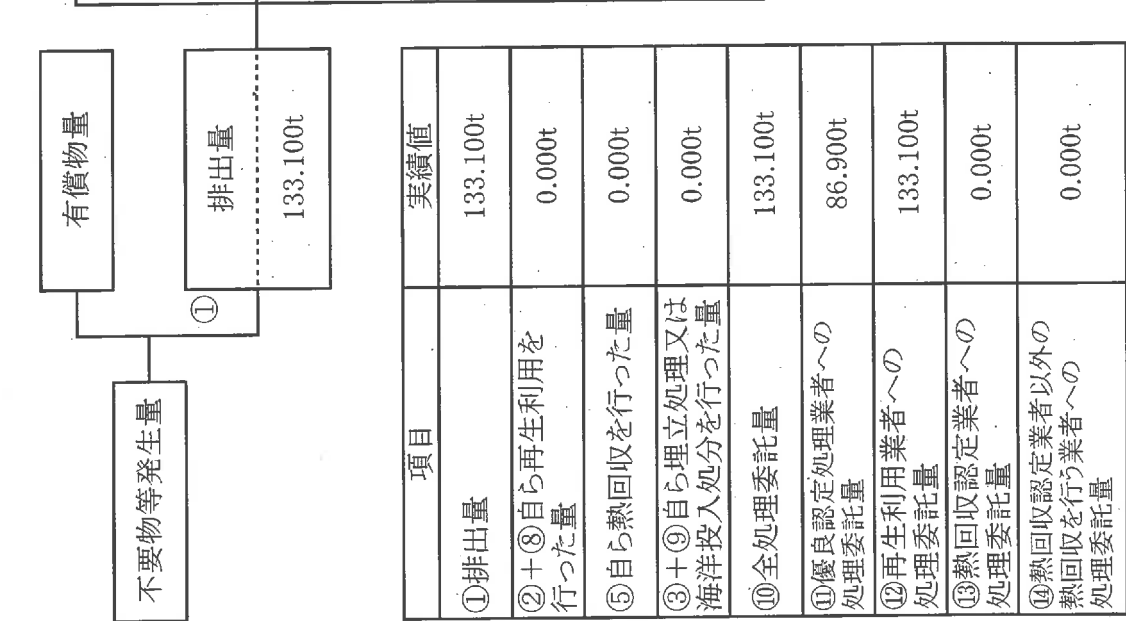 不要物等発生量
有償物量
①
排出量
133.100t
項目
実績値
①排出量
133.100t
②+⑧自ら再生利用を
行った量
0.000t
⑤自ら熱回収を行った量
0.000t
③+⑨自ら埋立処理又は
海洋投入処分を行った量
0.000t
⑩全処理委託量
133.100t
⑪優良認定処理業者への
処理委託量
86.900t
⑫再生利用業者への
処理委託量
133.100t
⑬熱回収認定業者への
処理委託量
0.000t
⑭熱回収認定業者以外の
熱回収を行う業者への
処理委託量
0.000t